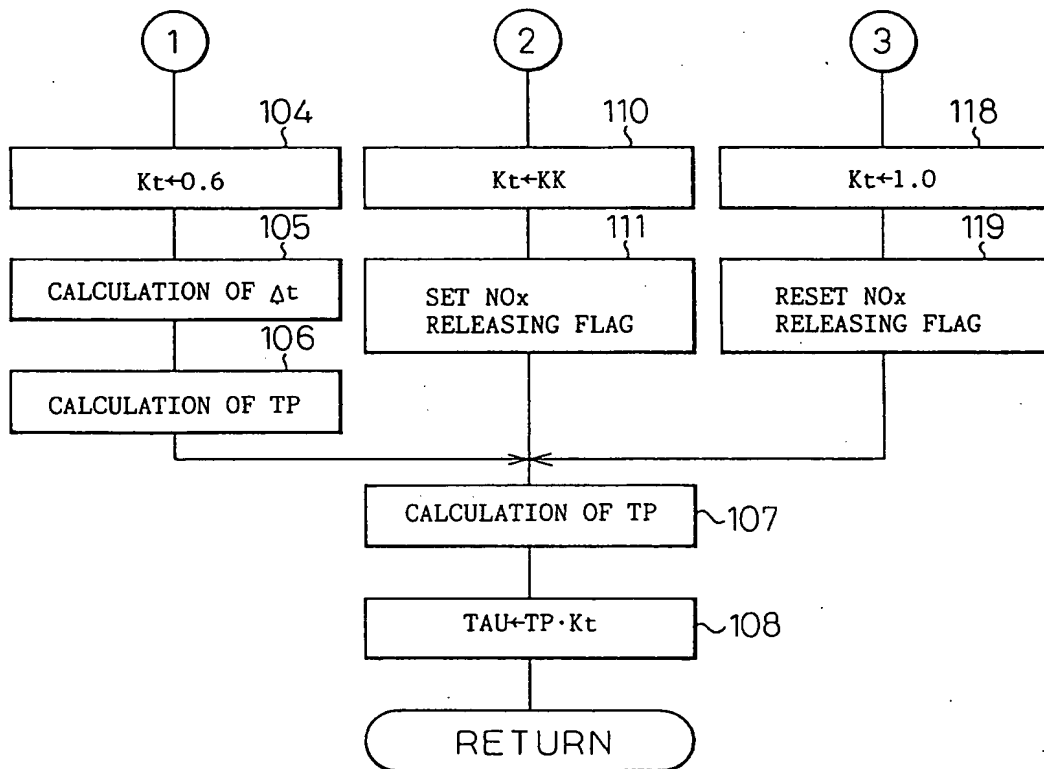 1
2
3
104
110
118
Kt←0.6
Kt←KK
Kt←1.0
105
111
119
CALCULATION OF Δt
SET NOx
RELEASING FLAG
RESET NOx
RELEASING FLAG
106
CALCULATION OF TP
CALCULATION OF TP
107
TAU←TP·Kt
108
RETURN